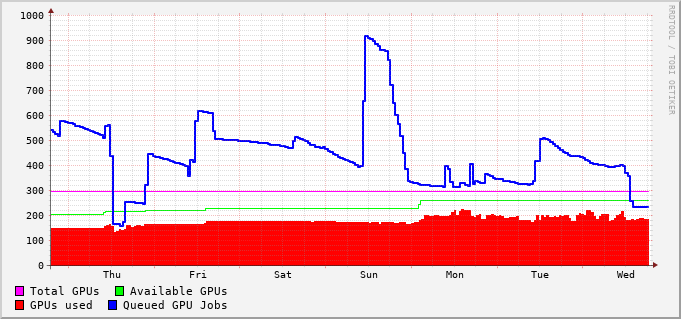 1000
900
800
700
600
500
400
300
200
100
0
Thu Fri Sat Sun Mon Tue Wed
Total GPUs Available GPUs
GPUs used Queued GPU Jobs
RRDTOOL / TOBI OETIKER